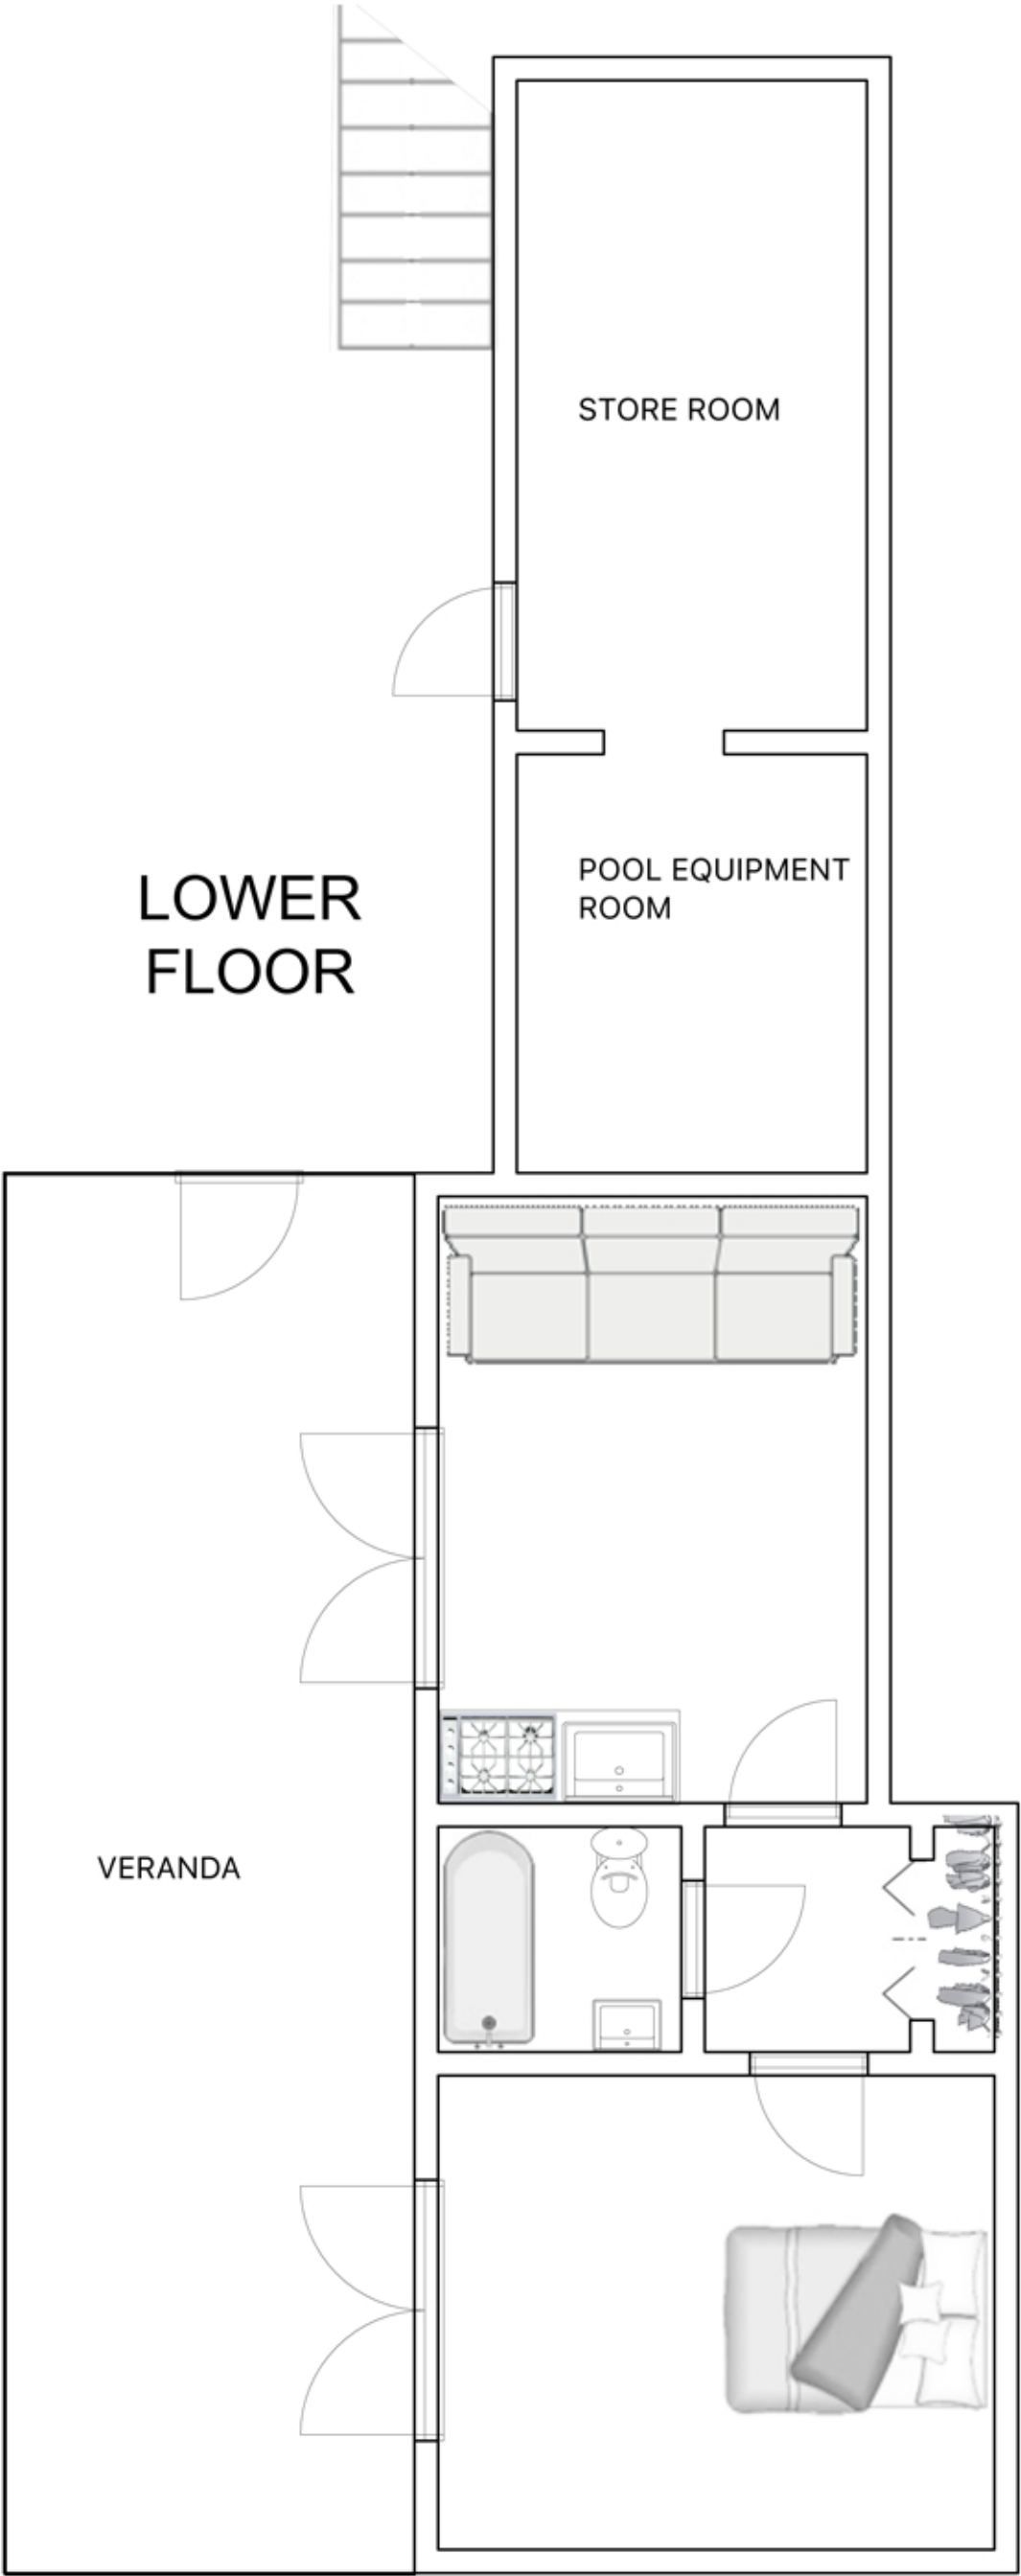 STORE ROOM
POOL EQUIPMENT
ROOM
LOWER
FLOOR
VERANDA